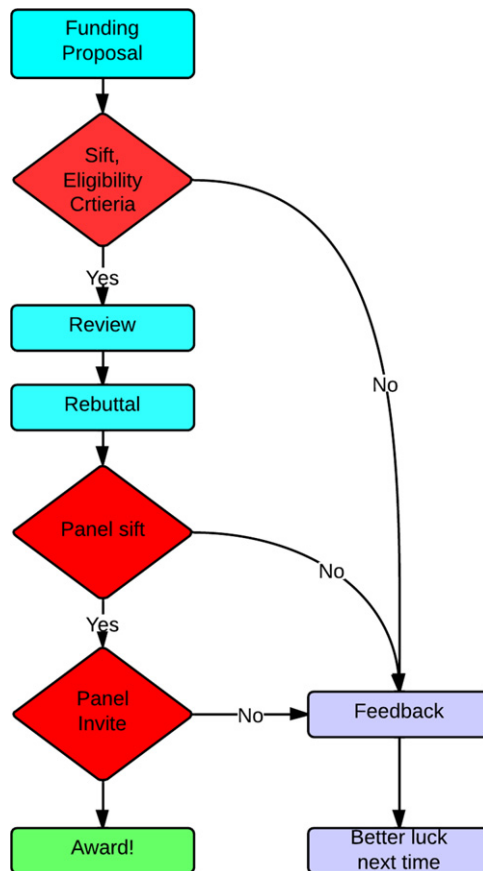 Funding
Proposal
Sift,
Eligibility
Crtieria
Yes
Review
No
Rebuttal
Panel sift
No
Yes
Panel
Invite
No
Feedback
Award!
Better luck
next time